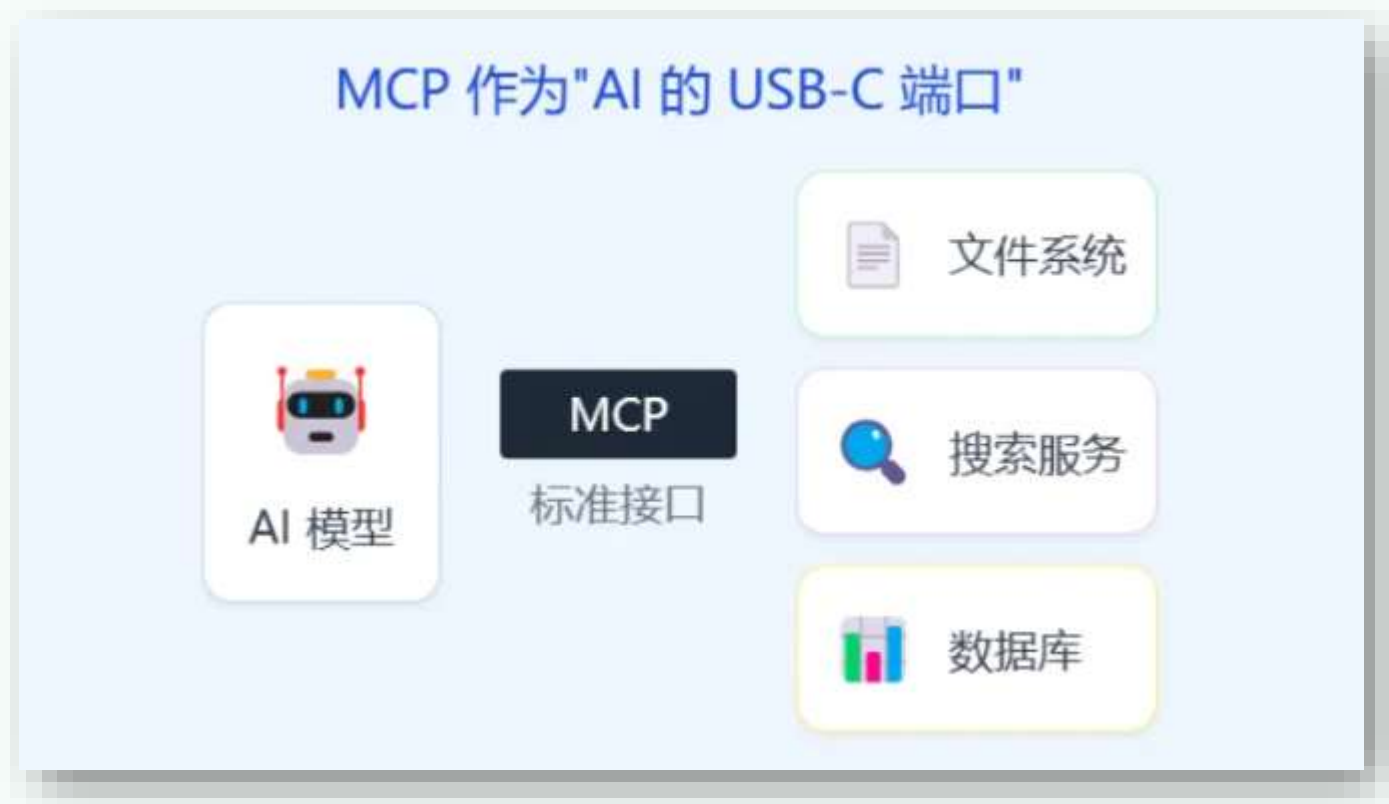 MCP 作为"AI 的 USB-C 端口"
文件系统
AI 模型
MCP
标准接口
搜索服务
数据库